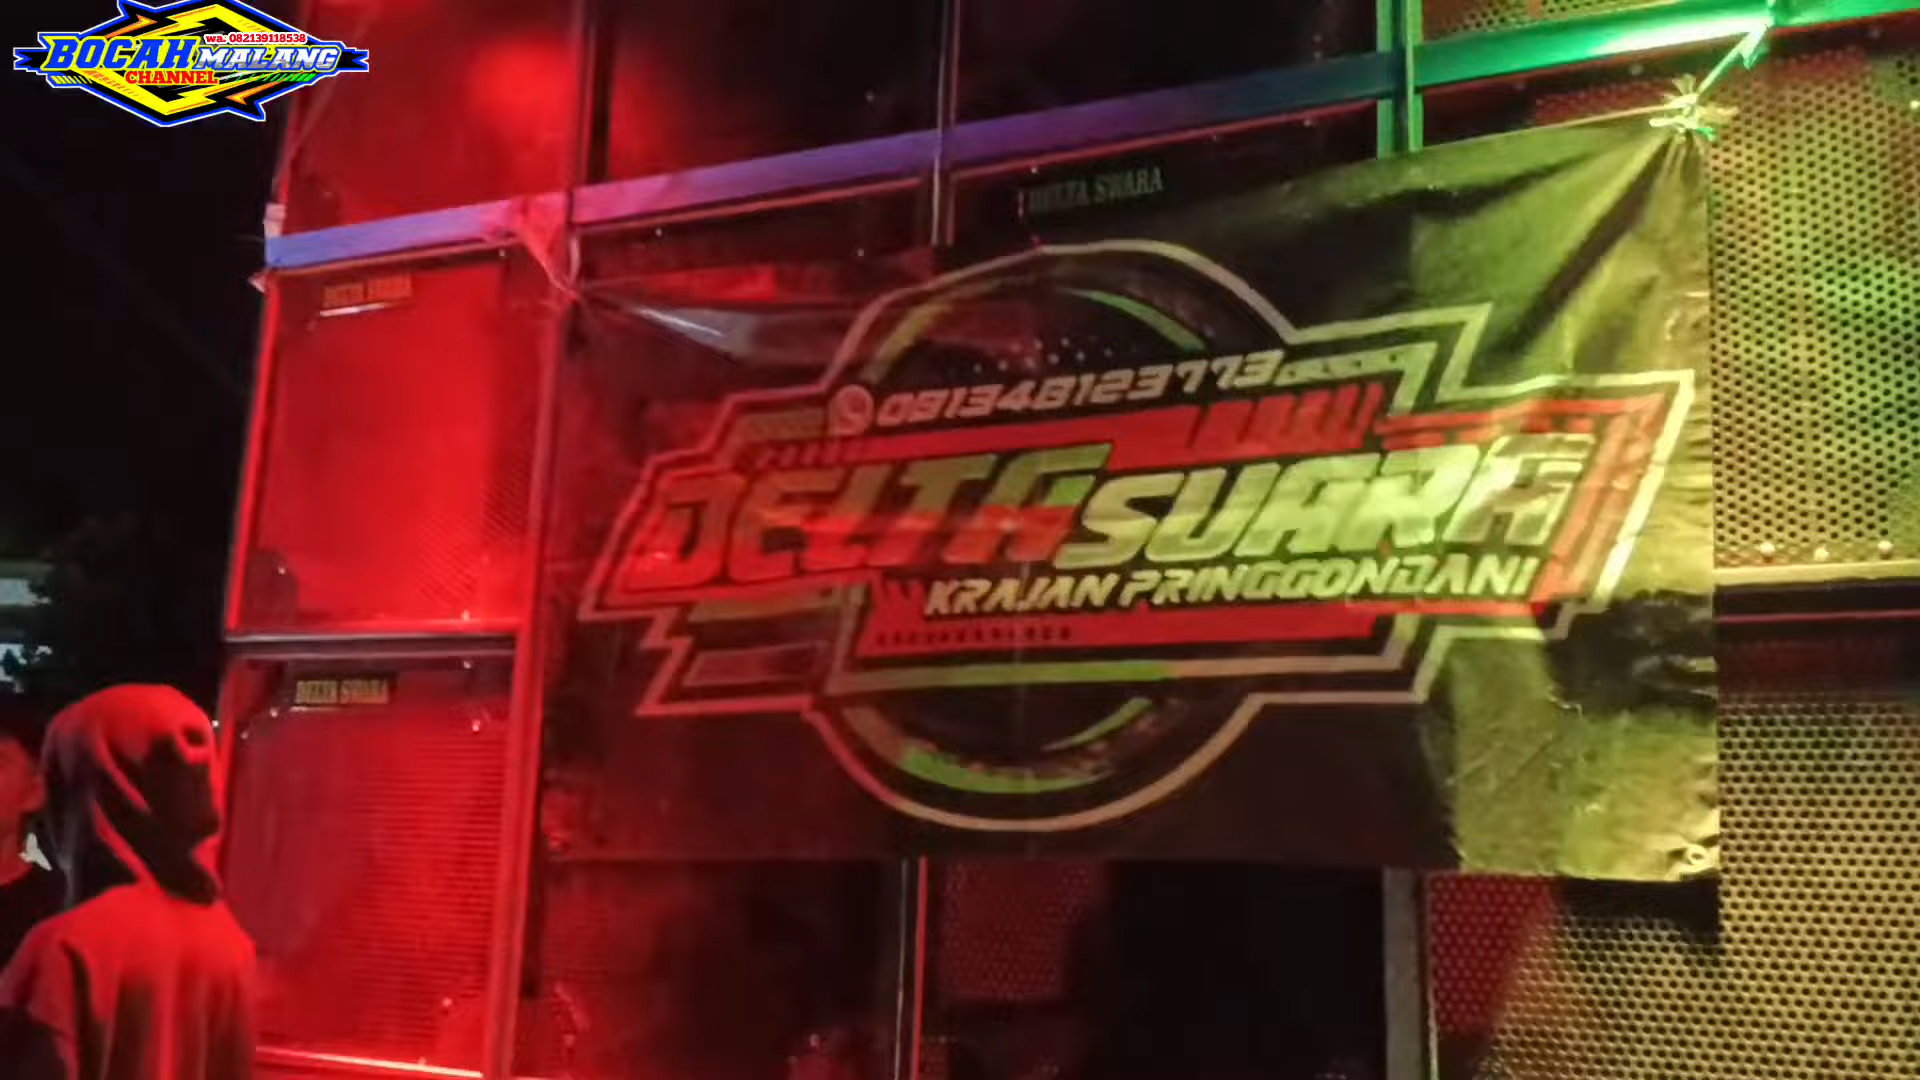 wa. 082139118538
BOCAH MALANG
CHANNEL
DELTA SWARA
DELTA SWARA
081348123773
DELTA SUARA
KRAJAN PRINGGONDANI
DELTA SWARA